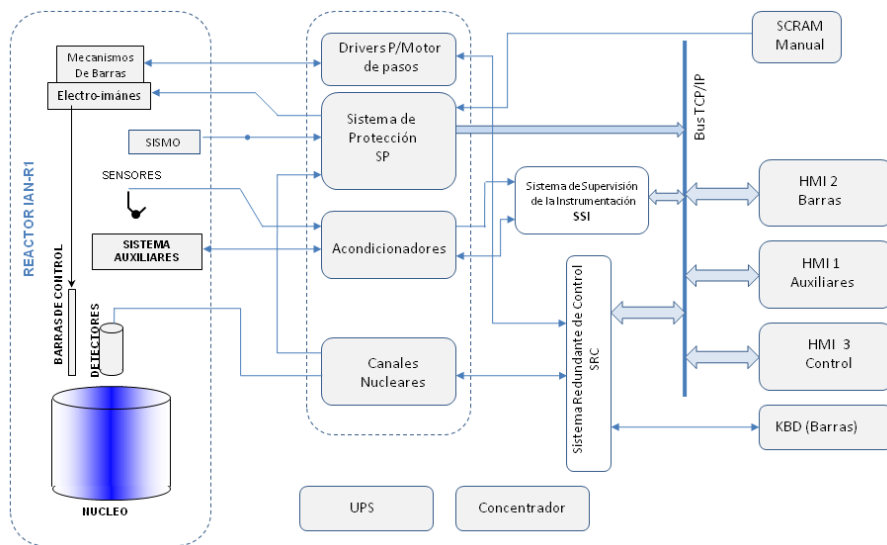 Mecanismos
De Barras
Electro-imánes
SISMO
SENSORES
SISTEMA
AUXILIARES
REACTOR IAN-R1
BARRAS DE CONTROL
DETECTORES
NUCLEO
Drivers P/Motor
de pasos
Sistema de
Protección
SP
Acondicionadores
Canales
Nucleares
Sistema de Supervisión
de la Instrumentación
SSI
Sistema Redundante de Control
SRC
Bus TCP/IP
SCRAM
Manual
HMI 2
Barras
HMI 1
Auxiliares
HMI 3
Control
KBD (Barras)
UPS
Concentrador